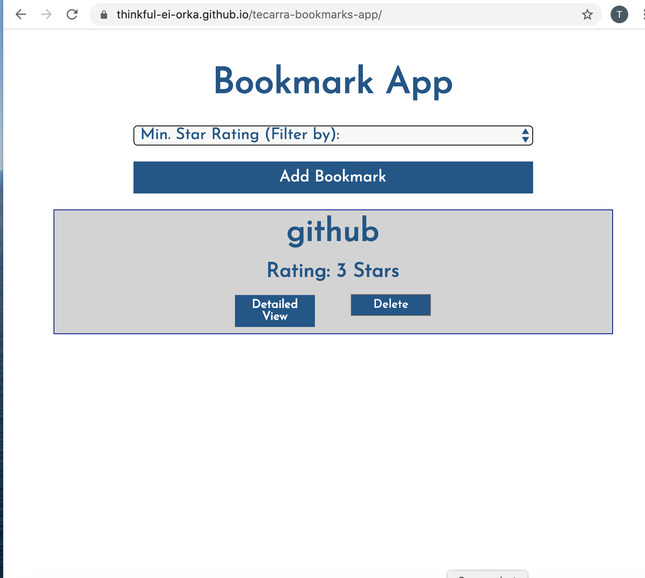 thinkful-ei-orka.github.io/tecarra-bookmarks-app/
T
Bookmark App
Min. Star Rating (Filter by):
Add Bookmark
github
Rating: 3 Stars
Detailed
View
Delete